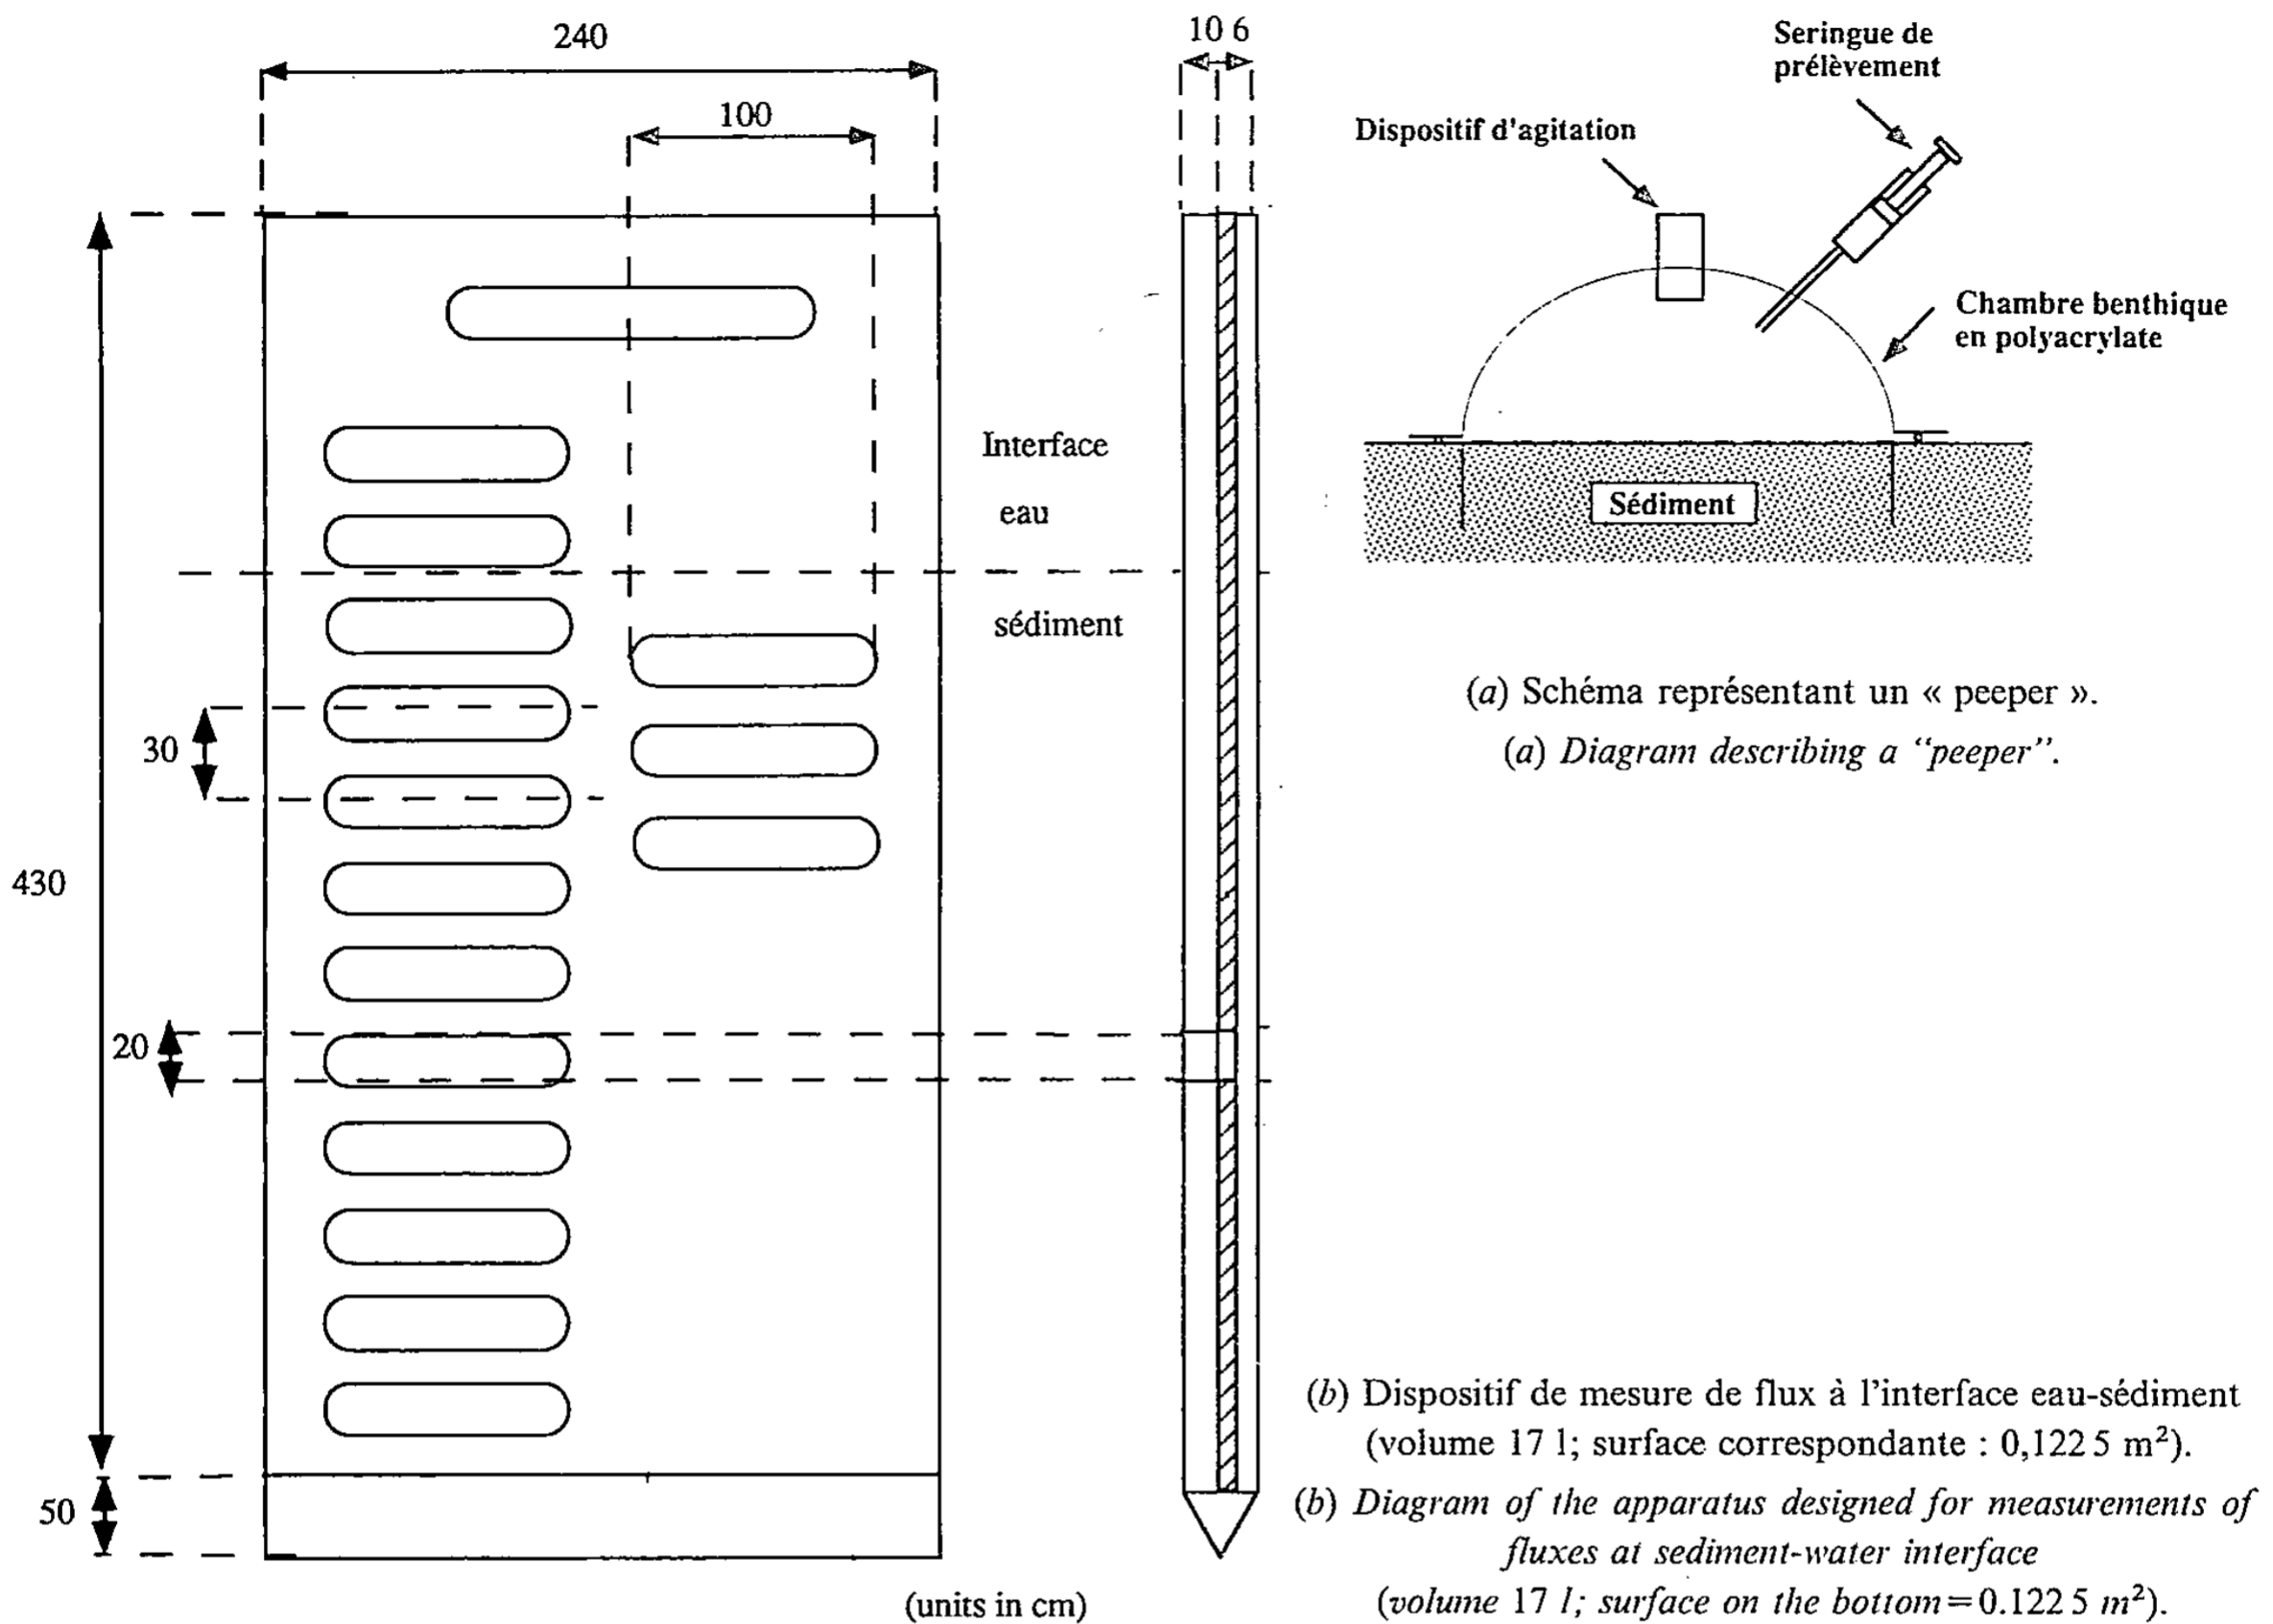 240
100
10 6
430
30
20
50
Interface
eau
sédiment
(units in cm)
Seringue de
prélèvement
Dispositif d'agitation
Chambre benthique
en polyacrylate
Sédiment
(a) Schéma représentant un « peeper ».
(a) Diagram describing a “peeper”.
(b) Dispositif de mesure de flux à l'interface eau-sédiment
(volume 17 l; surface correspondante : 0,122 5 m²).
(b) Diagram of the apparatus designed for measurements of
fluxes at sediment-water interface
(volume 17 l; surface on the bottom = 0.122 5 m²).